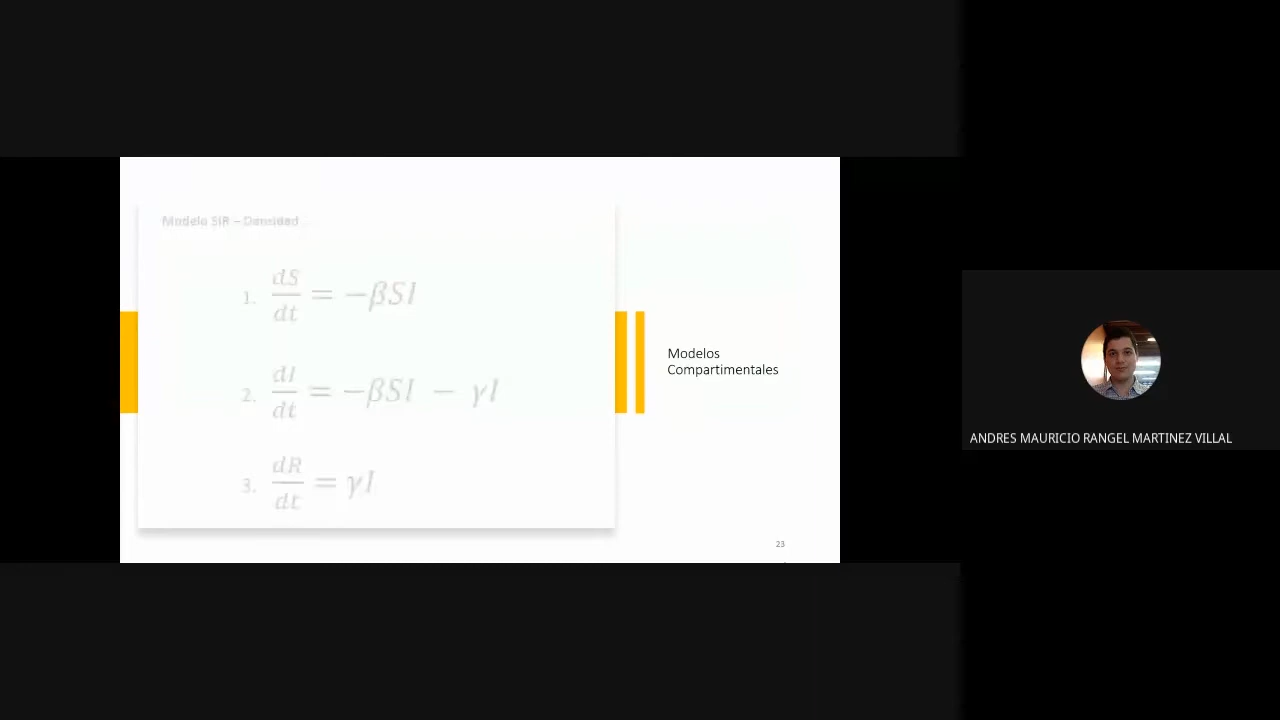 Modelo SIR – Densidad
1. dS/dt = −βSI
2. dI/dt = −βSI − γI
3. dR/dt = γI
Modelos
Compartimentales
23
ANDRES MAURICIO RANGEL MARTINEZ VILLAL